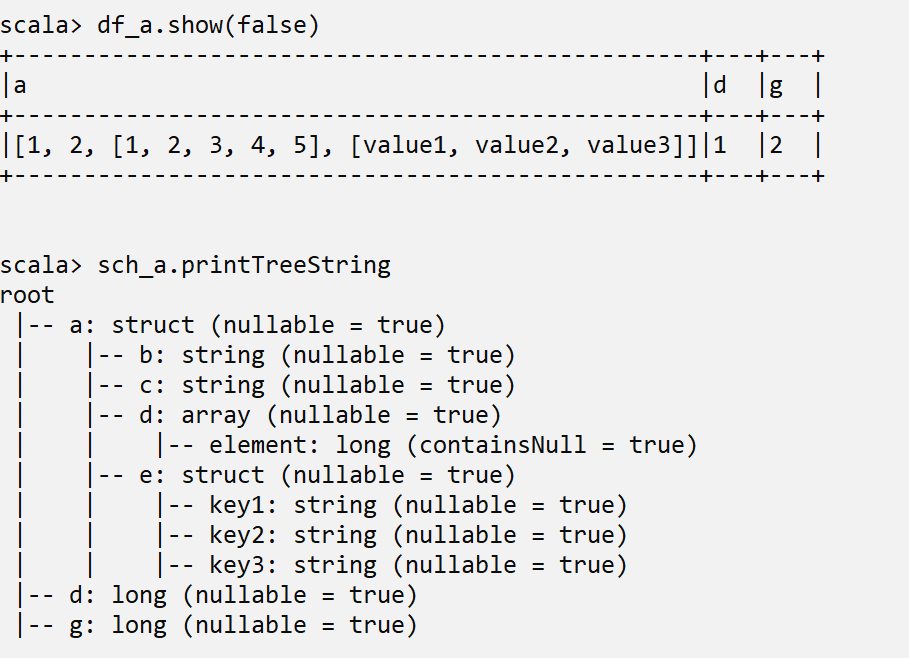 scala> df_a.show(false)
+-------------------------------------------------+---+---+
|a                                                |d  |g  |
+-------------------------------------------------+---+---+
|[1, 2, [1, 2, 3, 4, 5], [value1, value2, value3]]|1  |2  |
+-------------------------------------------------+---+---+
scala> sch_a.printTreeString
root
 |-- a: struct (nullable = true)
 |    |-- b: string (nullable = true)
 |    |-- c: string (nullable = true)
 |    |-- d: array (nullable = true)
 |    |    |-- element: long (containsNull = true)
 |    |-- e: struct (nullable = true)
 |    |    |-- key1: string (nullable = true)
 |    |    |-- key2: string (nullable = true)
 |    |    |-- key3: string (nullable = true)
 |-- d: long (nullable = true)
 |-- g: long (nullable = true)